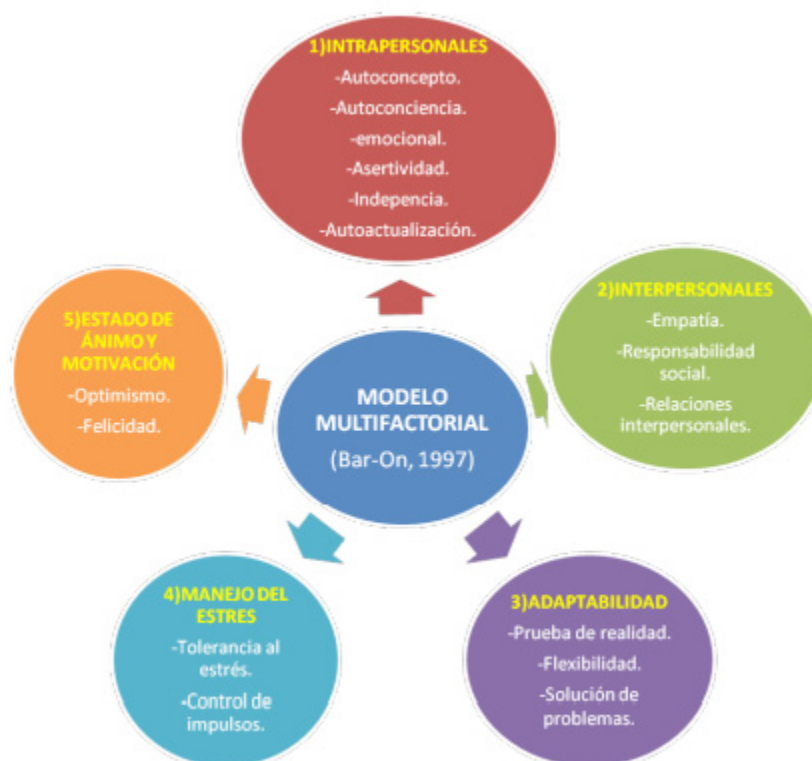 1)INTRAPERSONALES
-Autoconcepto.
-Autoconciencia.
-emocional.
-Asertividad.
-Indepencia.
-Autoactualización.
2)INTERPERSONALES
-Empatía.
-Responsabilidad
social.
-Relaciones
interpersonales.
5)ESTADO DE
ÁNIMO Y
MOTIVACIÓN
-Optimismo.
-Felicidad.
MODELO
MULTIFACTORIAL
(Bar-On, 1997)
4)MANEJO DEL
ESTRES
-Tolerancia al
estrés.
-Control de
impulsos.
3)ADAPTABILIDAD
-Prueba de realidad.
-Flexibilidad.
-Solución de
problemas.